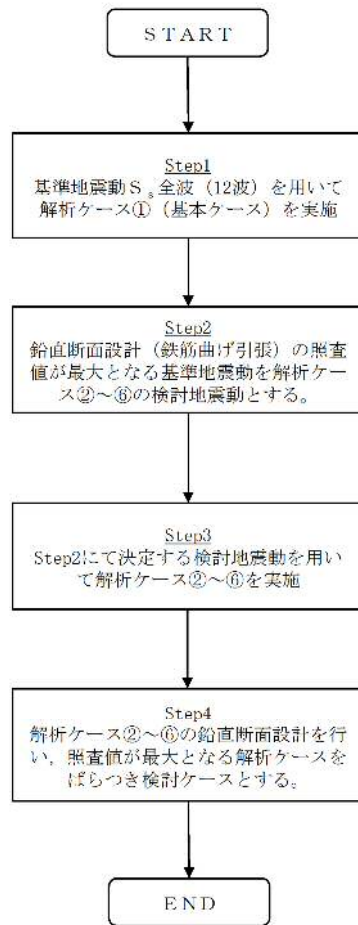 START
Step1
基準地震動Ｓｓ全波（12波）を用いて
解析ケース①（基本ケース）を実施
Step2
鉛直断面設計（鉄筋曲げ引張）の照査
値が最大となる基準地震動を解析ケー
ス②～⑥の検討地震動とする。
Step3
Step2にて決定する検討地震動を用い
て解析ケース②～⑥を実施
Step4
解析ケース②～⑥の鉛直断面設計を行
い，照査値が最大となる解析ケースを
ばらつき検討ケースとする。
END